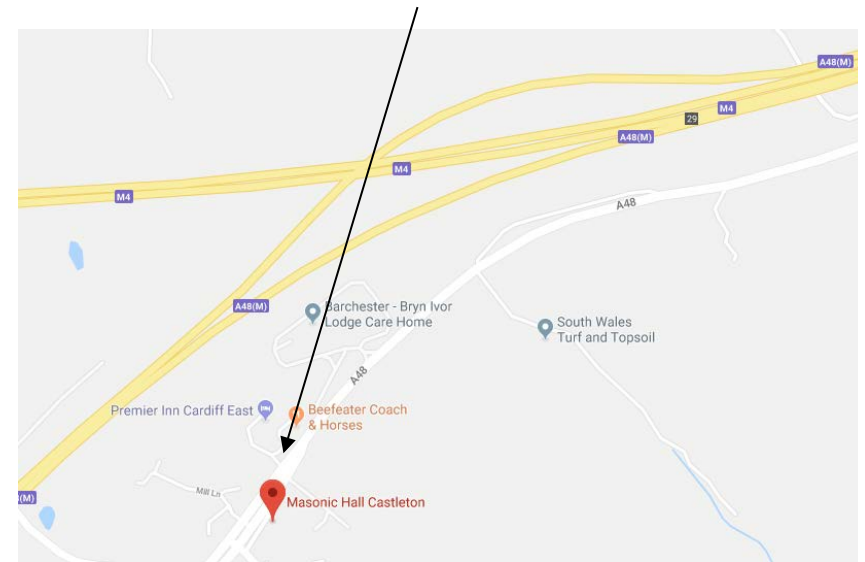 A48(M)
M4
29
A48(M)
M4
M4
A48
A48(M)
Barchester - Bryn Ivor
Lodge Care Home
South Wales
Turf and Topsoil
A48
Premier Inn Cardiff East
Beefeater Coach
& Horses
Mill Ln
(M)
Masonic Hall Castleton